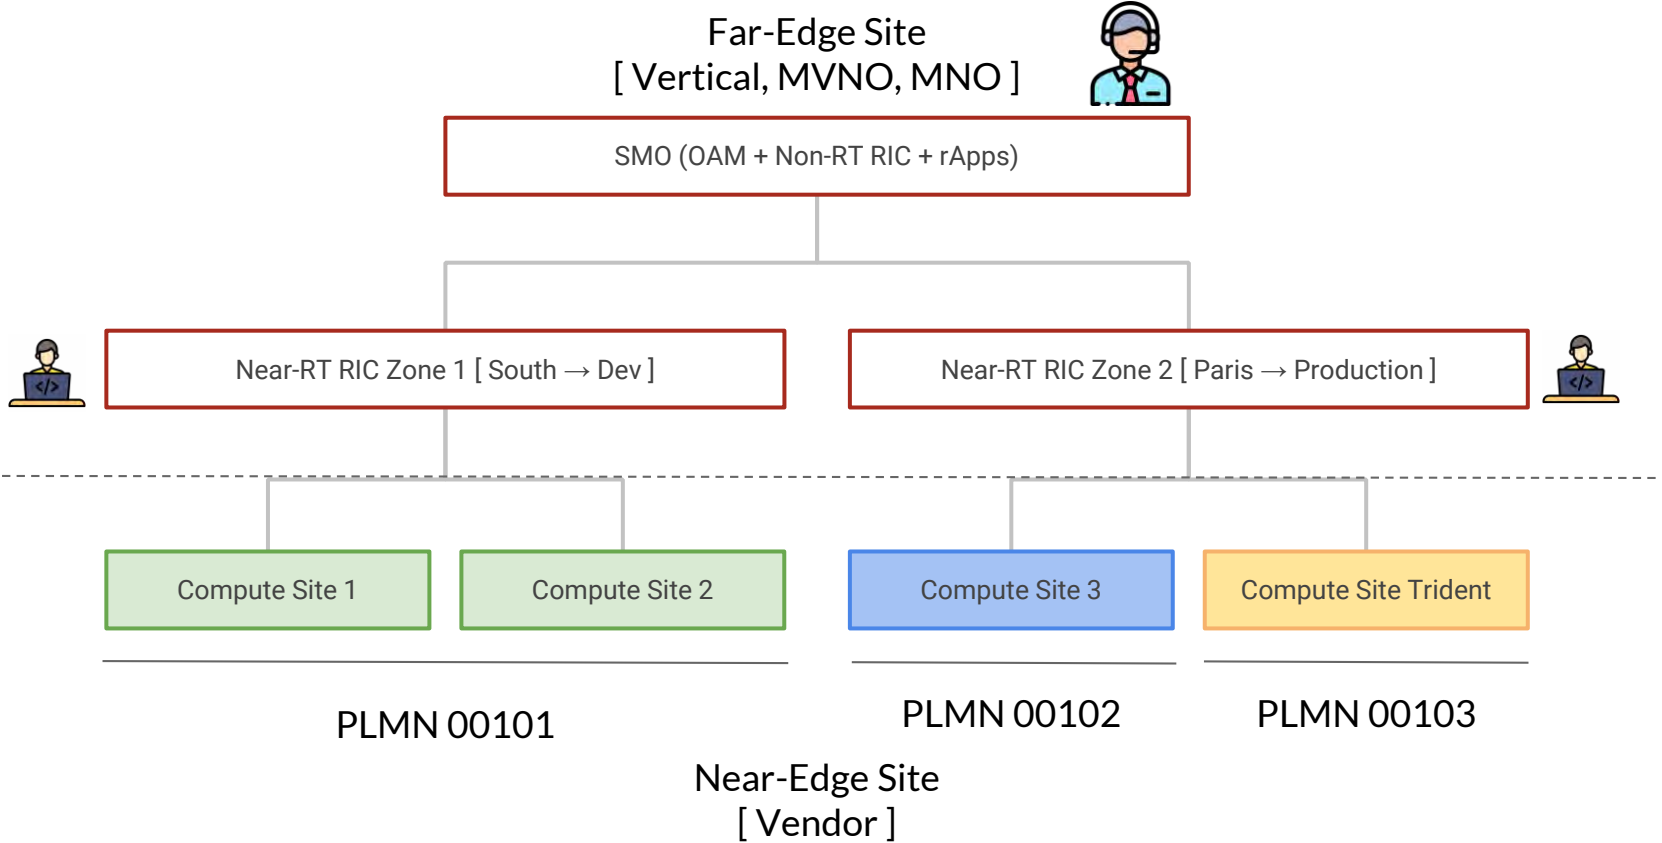 Far-Edge Site
[ Vertical, MVNO, MNO ]
SMO (OAM + Non-RT RIC + rApps)
Near-RT RIC Zone 1 [ South → Dev ]
Near-RT RIC Zone 2 [ Paris → Production ]
</>
</>
Compute Site 1
Compute Site 2
Compute Site 3
Compute Site Trident
PLMN 00101
PLMN 00102
PLMN 00103
Near-Edge Site
[ Vendor ]